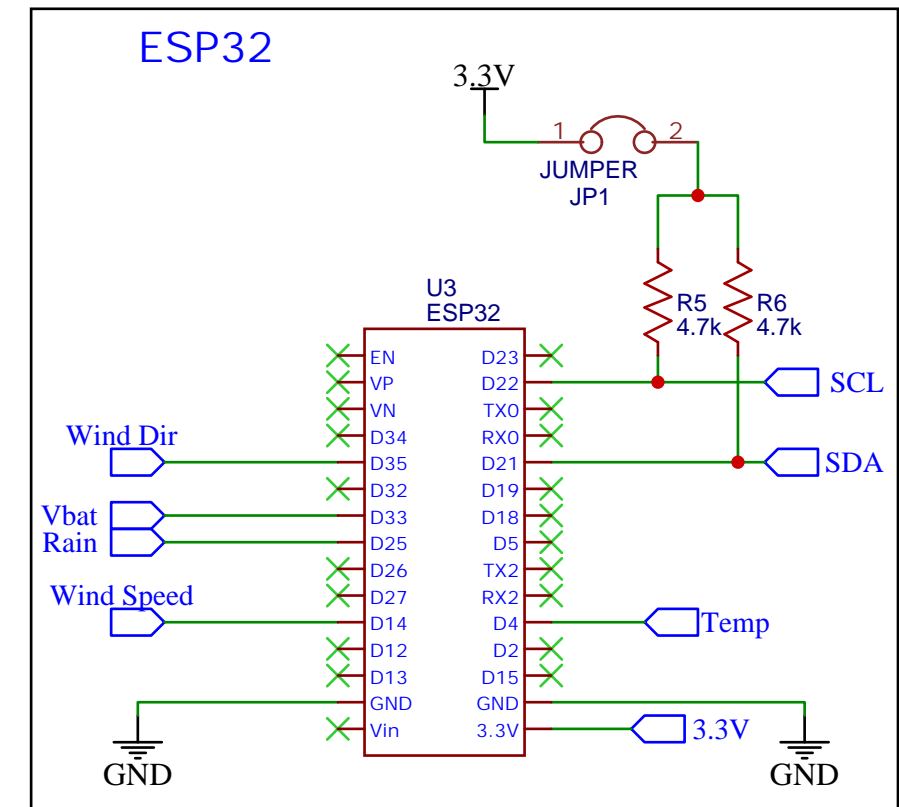 ESP32
3.3V
1 2
JUMPER
JP1
R5 R6
4.7k 4.7k
U3
ESP32
EN D23
VP D22 SCL
VN TX0
D34 RX0
Wind Dir
D35 D21 SDA
D32 D19
Vbat D33 D18
Rain D25 D5
D26 TX2
Wind Speed D27 RX2
D14 D4 Temp
D12 D2
D13 D15
GND GND
Vin 3.3V 3.3V
GND GND